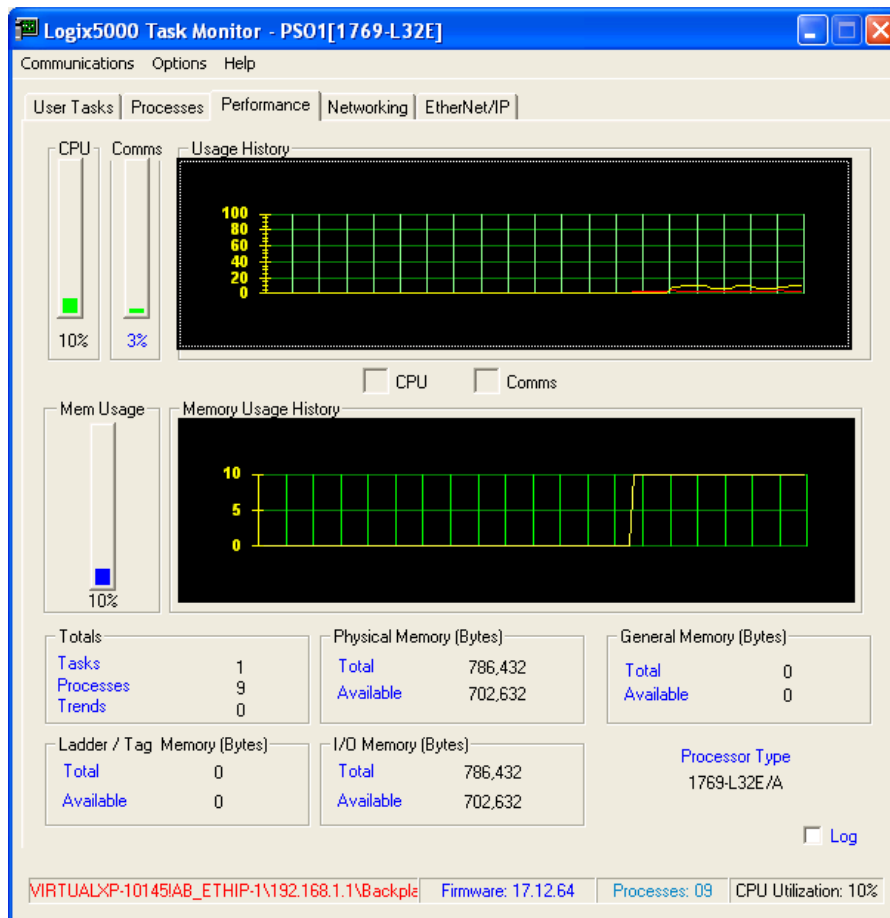 Logix5000 Task Monitor - PSO1[1769-L32E]
Communications Options Help
User Tasks Processes Performance Networking EtherNet/IP
CPU Comms Usage History
100
80
60
40
20
0
10% 3%
CPU Comms
Mem Usage Memory Usage History
10
5
0
10%
Totals Physical Memory (Bytes) General Memory (Bytes)
Tasks 1 Total 786,432 Total 0
Processes 9 Available 702,632 Available 0
Trends 0
Ladder / Tag Memory (Bytes) I/O Memory (Bytes) Processor Type
Total 0 Total 786,432 1769-L32E/A
Available 0 Available 702,632
Log
VIRTUALXP-10145!AB_ETHIP-1\192.168.1.1\Backpla Firmware: 17.12.64 Processes: 09 CPU Utilization: 10%